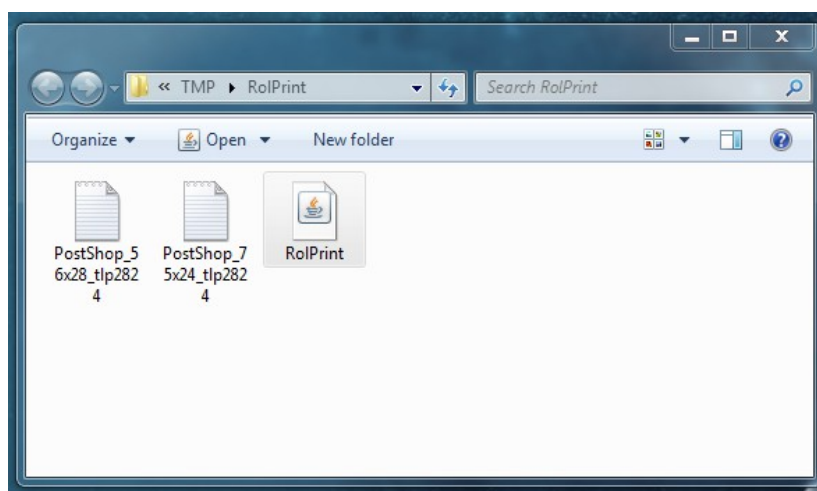 « TMP ▸ RolPrint
Search RolPrint
Organize
Open
New folder
PostShop_5
6x28_tlp282
4
PostShop_7
5x24_tlp282
4
RolPrint